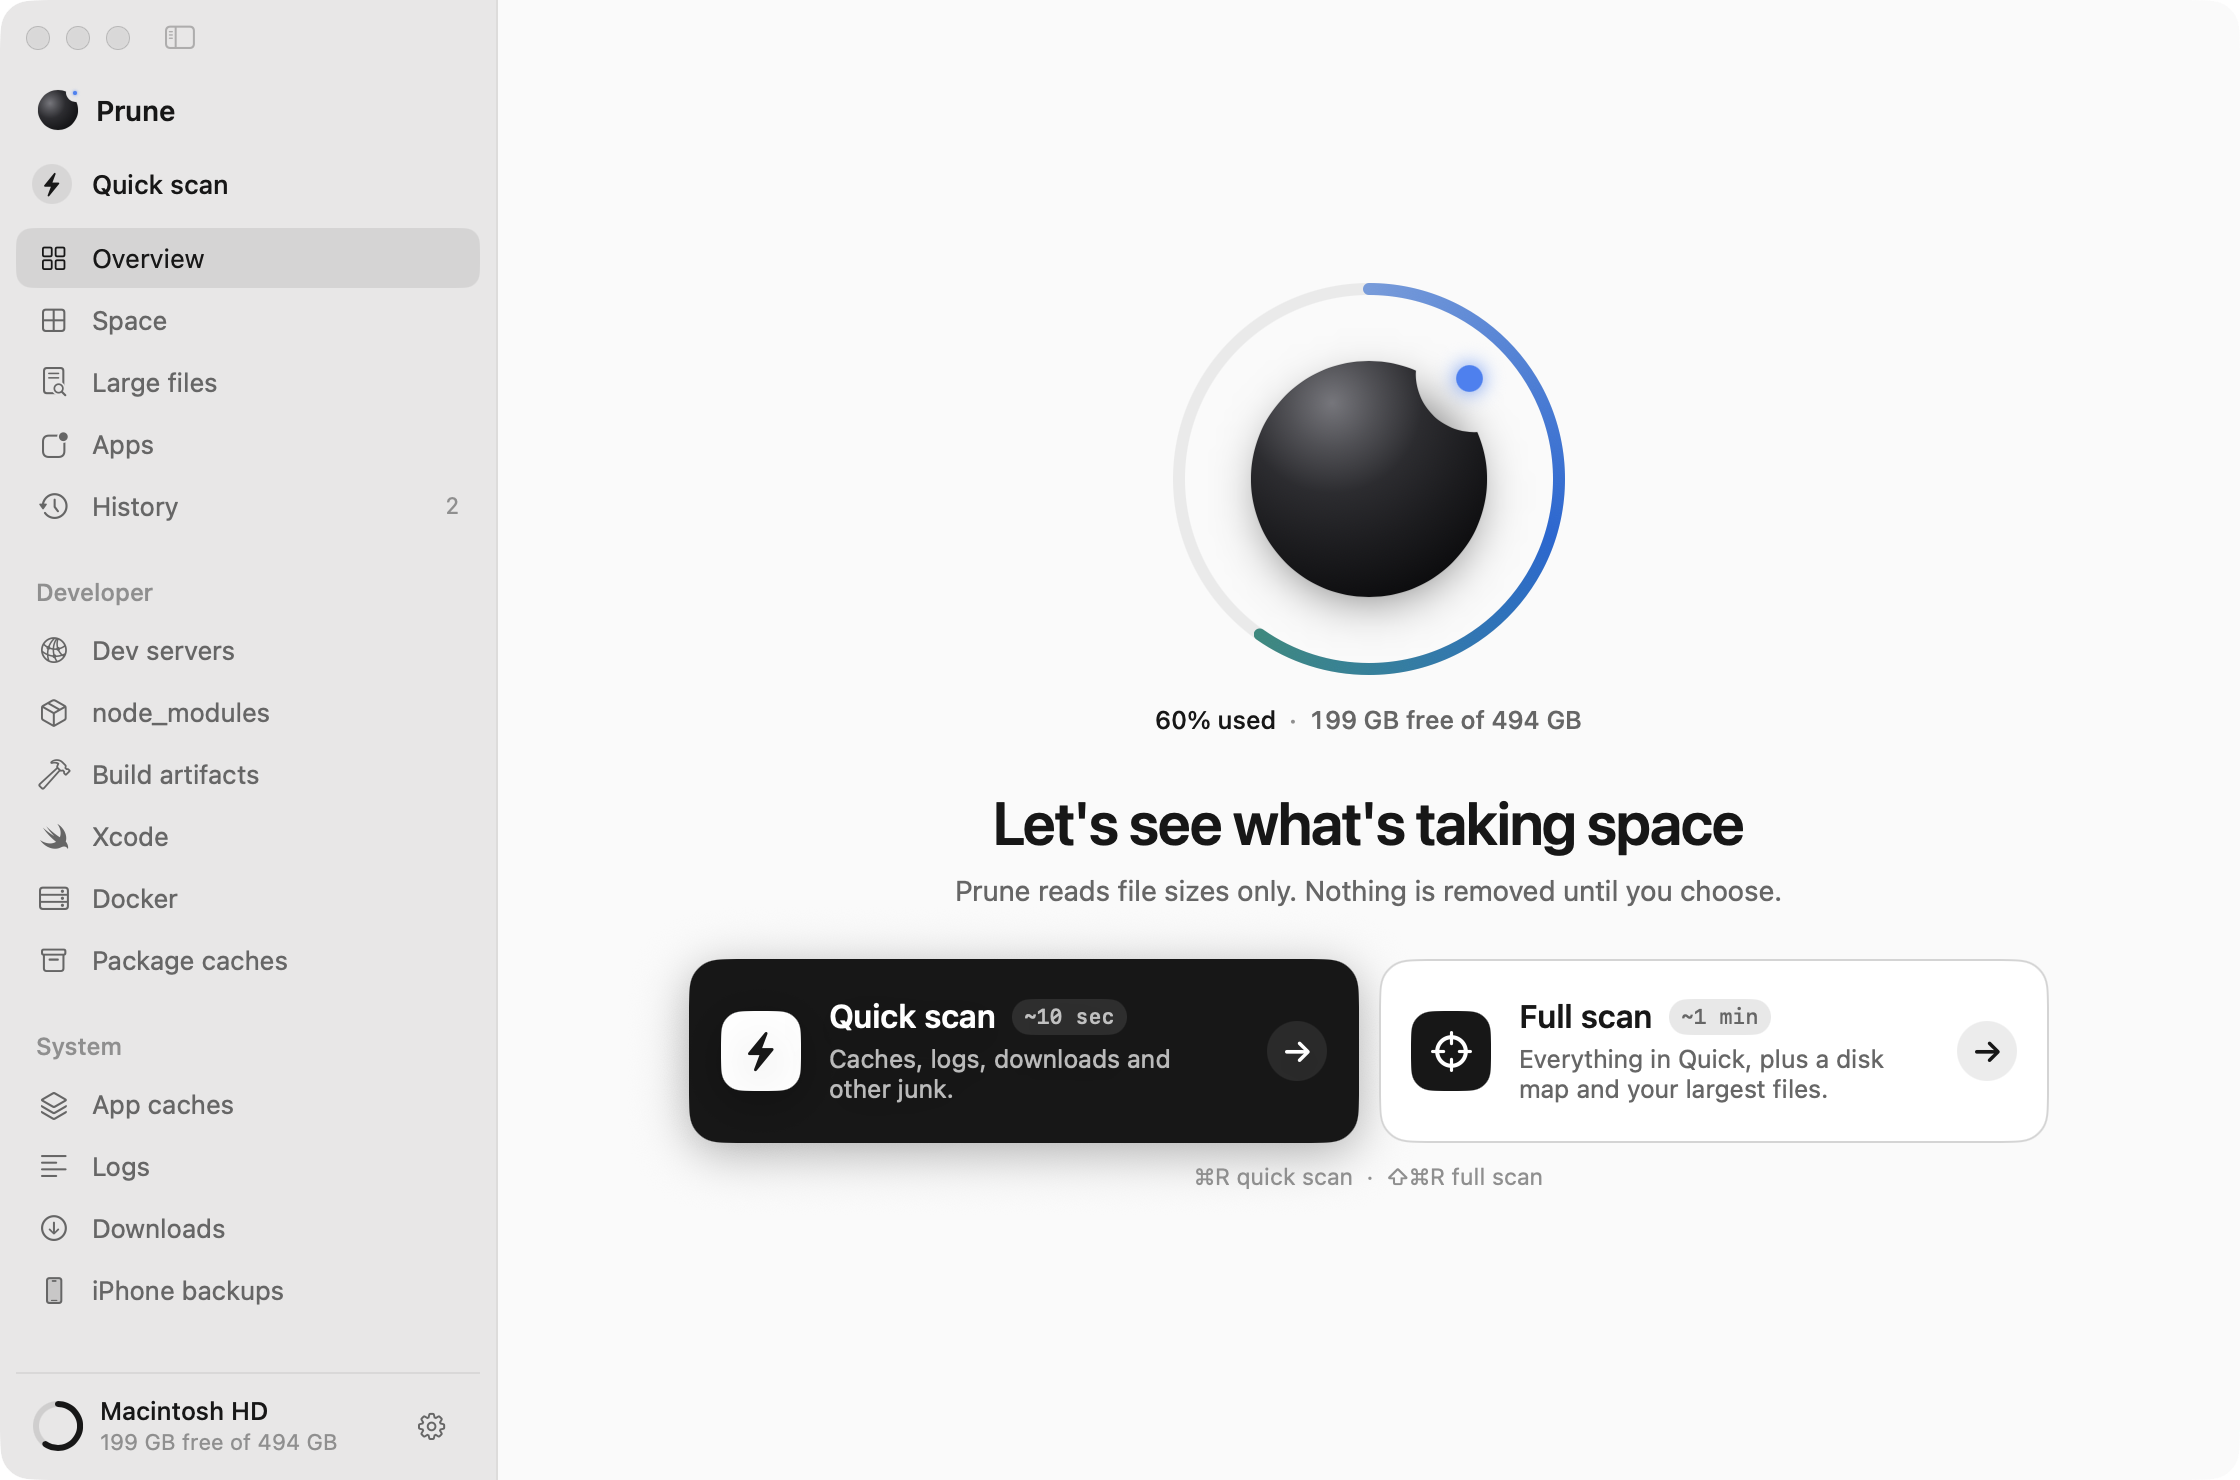 Prune
Quick scan
Overview
Space
Large files
Apps
History 2
Developer
Dev servers
node_modules
Build artifacts
Xcode
Docker
Package caches
System
App caches
Logs
Downloads
iPhone backups
Macintosh HD
199 GB free of 494 GB
60% used · 199 GB free of 494 GB
Let's see what's taking space
Prune reads file sizes only. Nothing is removed until you choose.
Quick scan ~10 sec
Caches, logs, downloads and
other junk.
Full scan ~1 min
Everything in Quick, plus a disk
map and your largest files.
⌘R quick scan · ⇧⌘R full scan